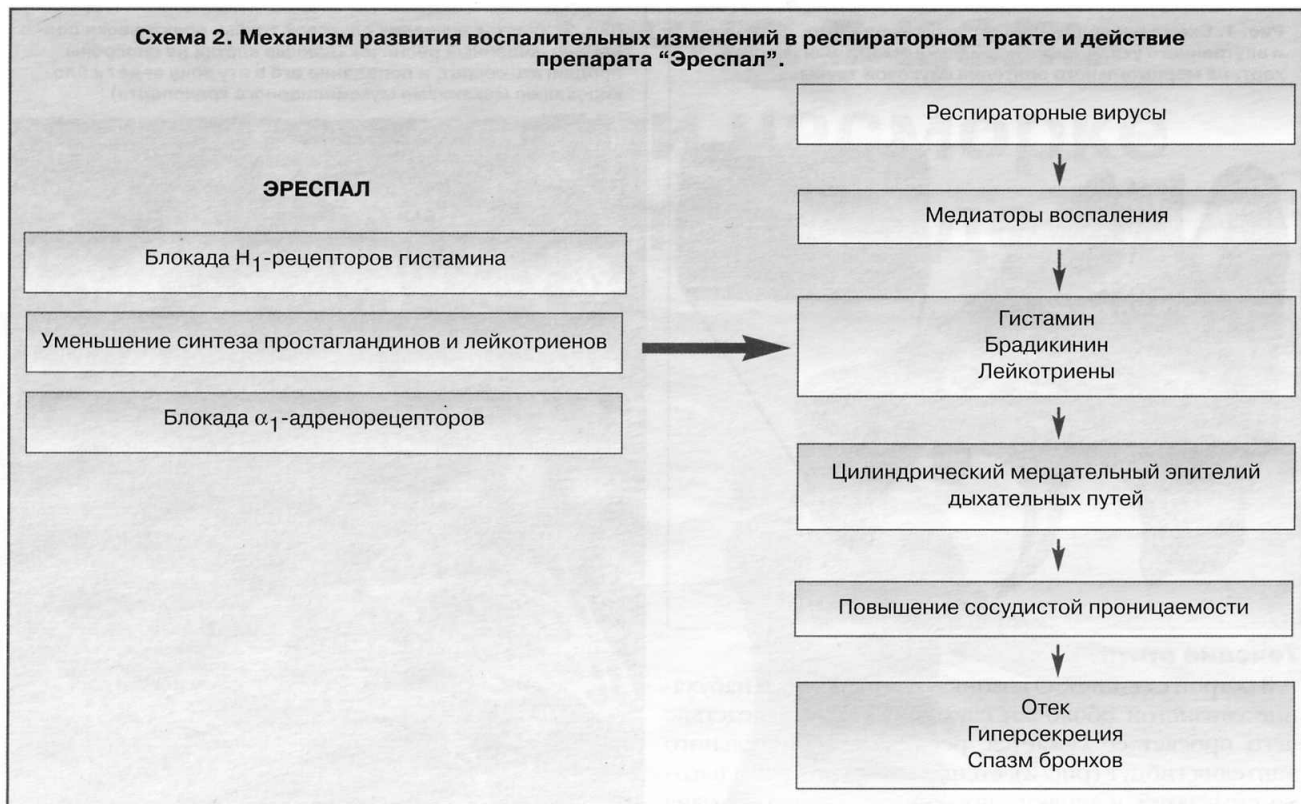 Схема 2. Механизм развития воспалительных изменений в респираторном тракте и действие
препарата “Эреспал”.
ЭРЕСПАЛ
Блокада H1-рецепторов гистамина
Уменьшение синтеза простагландинов и лейкотриенов
Блокада α1-адренорецепторов
Респираторные вирусы
Медиаторы воспаления
Гистамин
Брадикинин
Лейкотриены
Цилиндрический мерцательный эпителий
дыхательных путей
Повышение сосудистой проницаемости
Отек
Гиперсекреция
Спазм бронхов